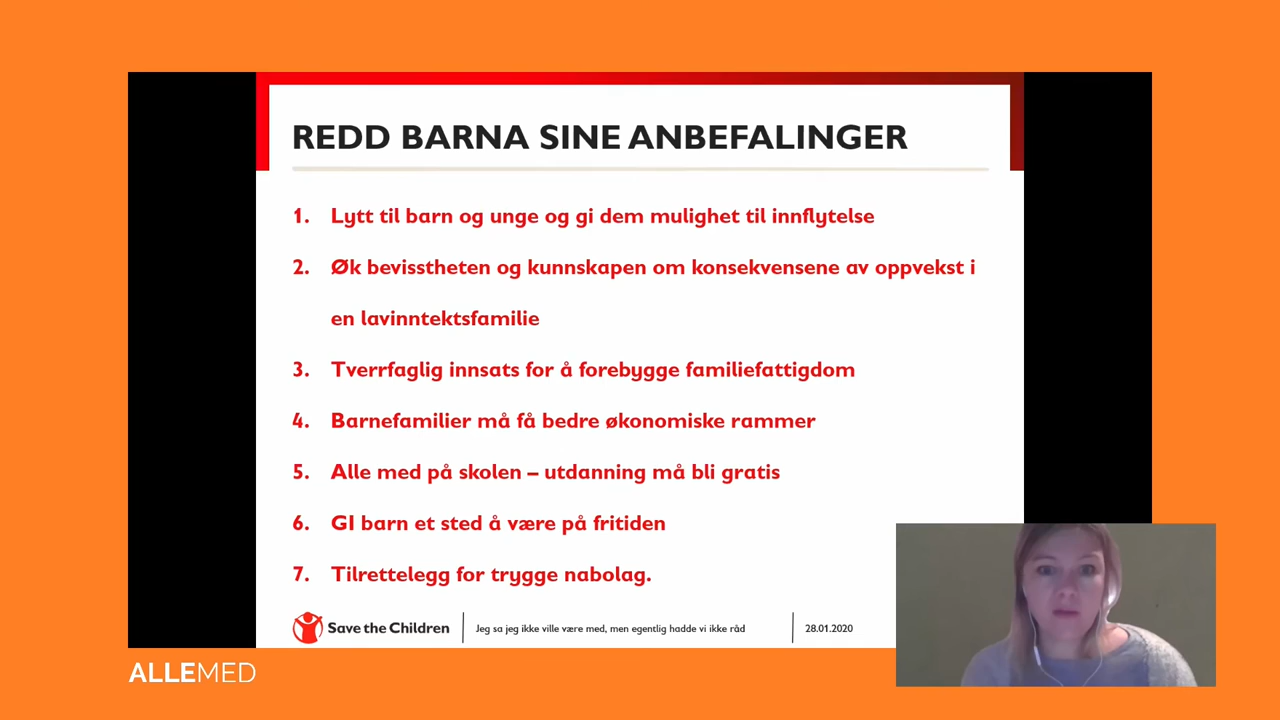 REDD BARNA SINE ANBEFALINGER
1. Lytt til barn og unge og gi dem mulighet til innflytelse
2. Øk bevisstheten og kunnskapen om konsekvensene av oppvekst i
en lavinntektsfamilie
3. Tverrfaglig innsats for å forebygge familiefattigdom
4. Barnefamilier må få bedre økonomiske rammer
5. Alle med på skolen – utdanning må bli gratis
6. GI barn et sted å være på fritiden
7. Tilrettelegg for trygge nabolag.
Save the Children
Jeg sa jeg ikke ville være med, men egentlig hadde vi ikke råd
28.01.2020
ALLEMED